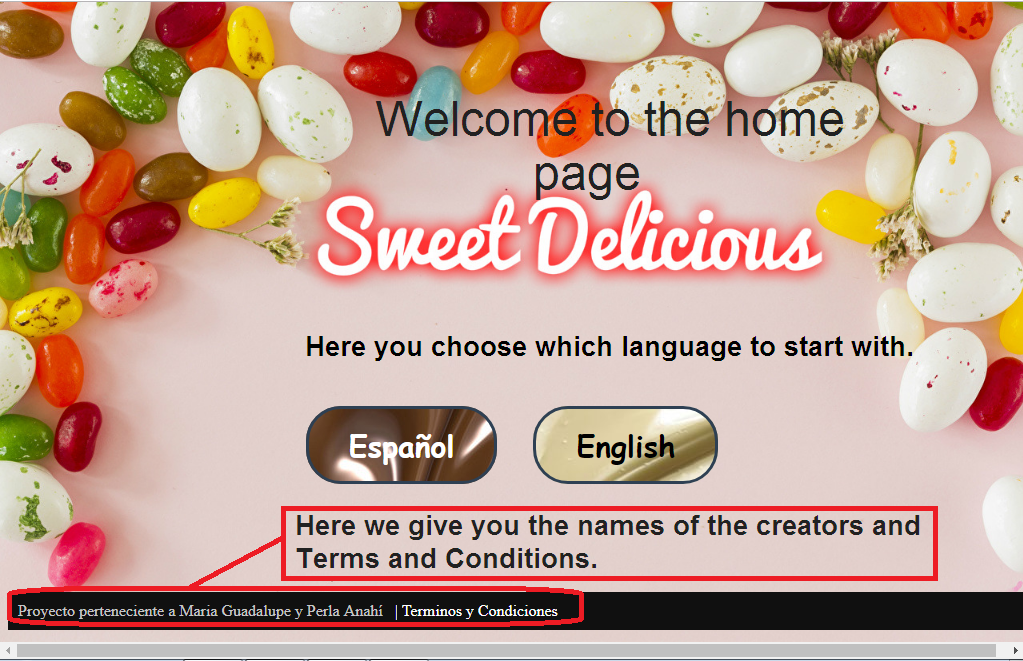 Welcome to the home
page
Sweet Delicious
Here you choose which language to start with.
Español English
Here we give you the names of the creators and
Terms and Conditions.
Proyecto perteneciente a Maria Guadalupe y Perla Anahí | Terminos y Condiciones